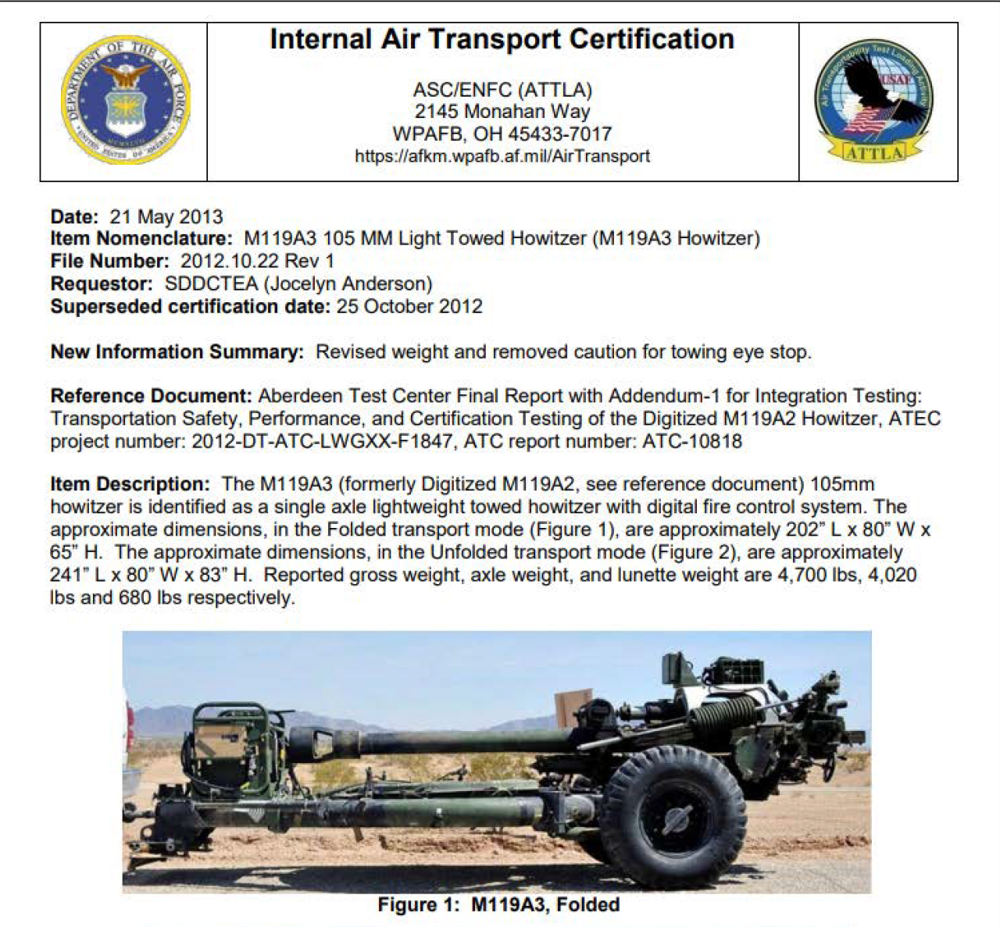 Internal Air Transport Certification
DEPARTMENT OF THE AIR FORCE
MCMXLVII
UNITED STATES OF AMERICA
ASC/ENFC (ATTLA)
2145 Monahan Way
WPAFB, OH 45433-7017
https://afkm.wpafb.af.mil/AirTransport
Air Transportability Test Loading Activity
USAF
ATTLA
Date: 21 May 2013
Item Nomenclature: M119A3 105 MM Light Towed Howitzer (M119A3 Howitzer)
File Number: 2012.10.22 Rev 1
Requestor: SDDCTEA (Jocelyn Anderson)
Superseded certification date: 25 October 2012
New Information Summary: Revised weight and removed caution for towing eye stop.
Reference Document: Aberdeen Test Center Final Report with Addendum-1 for Integration Testing:
Transportation Safety, Performance, and Certification Testing of the Digitized M119A2 Howitzer, ATEC
project number: 2012-DT-ATC-LWGXX-F1847, ATC report number: ATC-10818
Item Description: The M119A3 (formerly Digitized M119A2, see reference document) 105mm
howitzer is identified as a single axle lightweight towed howitzer with digital fire control system. The
approximate dimensions, in the Folded transport mode (Figure 1), are approximately 202” L x 80” W x
65” H. The approximate dimensions, in the Unfolded transport mode (Figure 2), are approximately
241” L x 80” W x 83” H. Reported gross weight, axle weight, and lunette weight are 4,700 lbs, 4,020
lbs and 680 lbs respectively.
Figure 1: M119A3, Folded